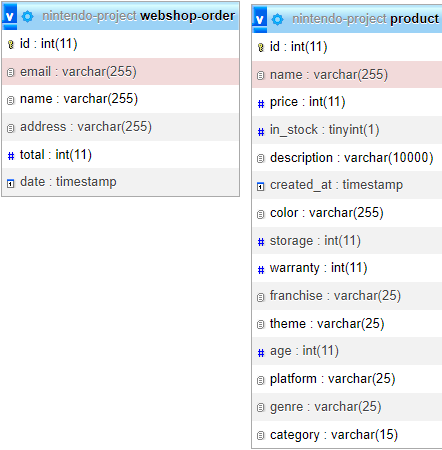 v nintendo-project webshop-order
id : int(11)
email : varchar(255)
name : varchar(255)
address : varchar(255)
# total : int(11)
date : timestamp
v nintendo-project product
id : int(11)
name : varchar(255)
# price : int(11)
# in_stock : tinyint(1)
description : varchar(10000)
created_at : timestamp
color : varchar(255)
# storage : int(11)
# warranty : int(11)
franchise : varchar(25)
theme : varchar(25)
# age : int(11)
platform : varchar(25)
genre : varchar(25)
category : varchar(15)